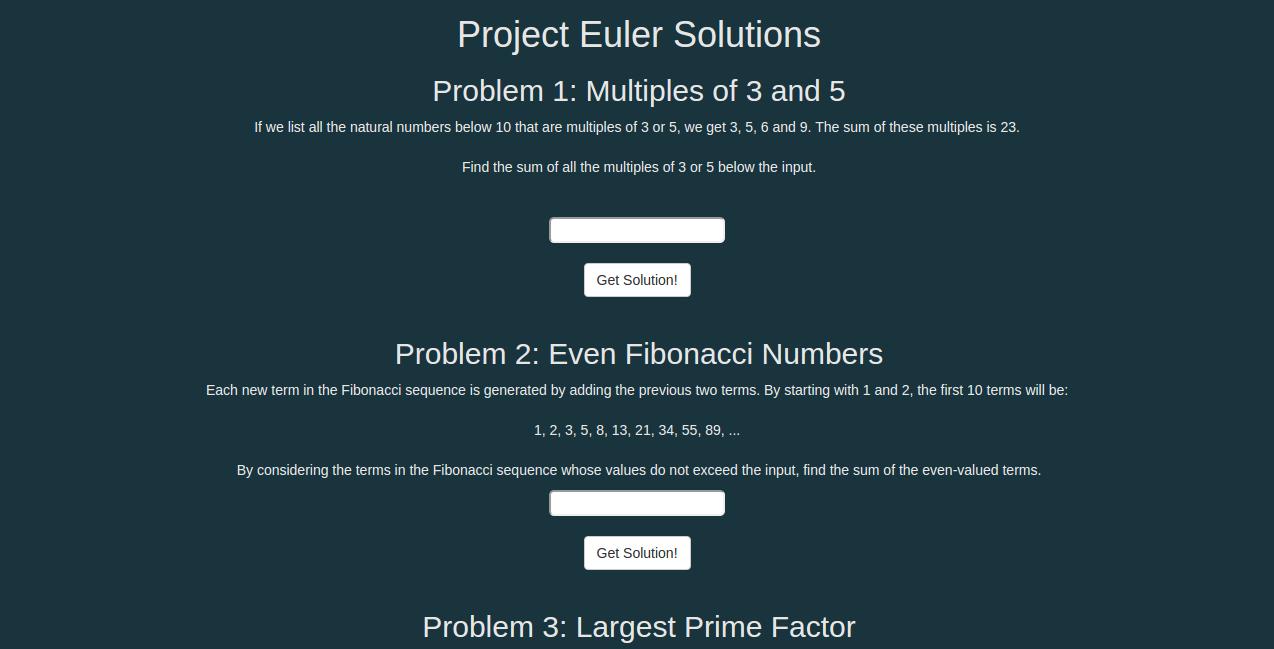 Project Euler Solutions
Problem 1: Multiples of 3 and 5
If we list all the natural numbers below 10 that are multiples of 3 or 5, we get 3, 5, 6 and 9. The sum of these multiples is 23.
Find the sum of all the multiples of 3 or 5 below the input.
Get Solution!
Problem 2: Even Fibonacci Numbers
Each new term in the Fibonacci sequence is generated by adding the previous two terms. By starting with 1 and 2, the first 10 terms will be:
1, 2, 3, 5, 8, 13, 21, 34, 55, 89, ...
By considering the terms in the Fibonacci sequence whose values do not exceed the input, find the sum of the even-valued terms.
Get Solution!
Problem 3: Largest Prime Factor